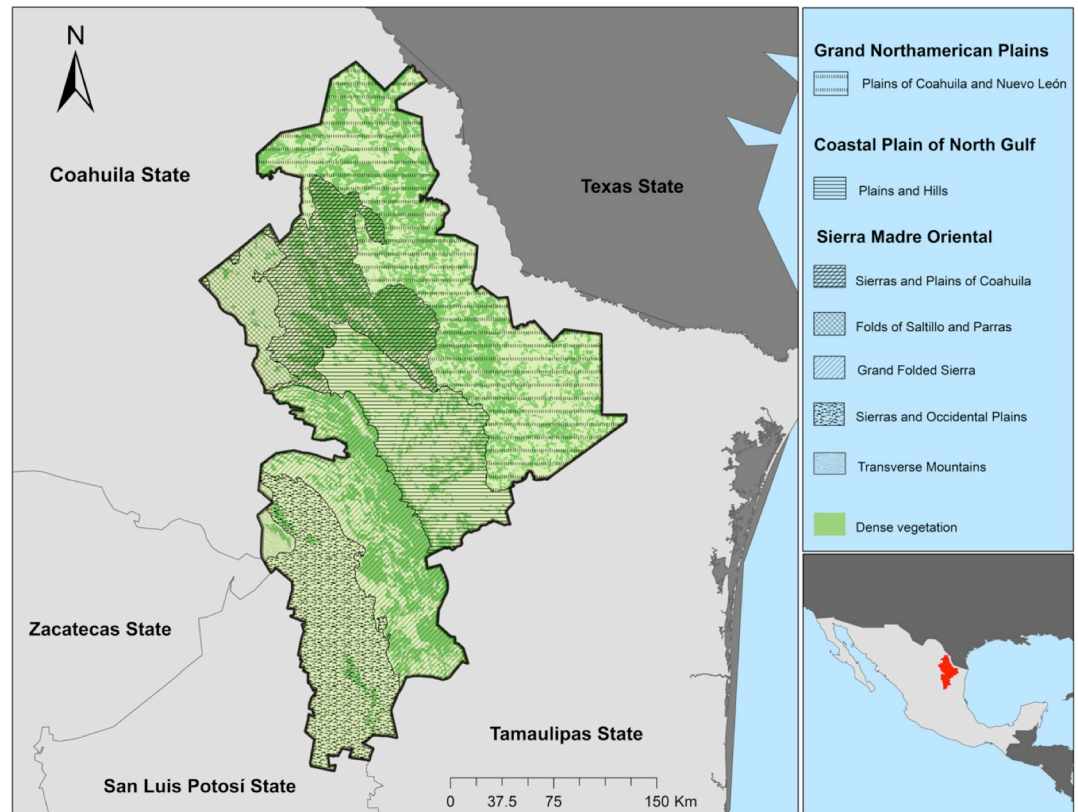 N
Coahuila State
Texas State
Zacatecas State
Tamaulipas State
San Luis Potosí State
0 37.5 75 150 Km
Grand Northamerican Plains
Plains of Coahuila and Nuevo León
Coastal Plain of North Gulf
Plains and Hills
Sierra Madre Oriental
Sierras and Plains of Coahuila
Folds of Saltillo and Parras
Grand Folded Sierra
Sierras and Occidental Plains
Transverse Mountains
Dense vegetation